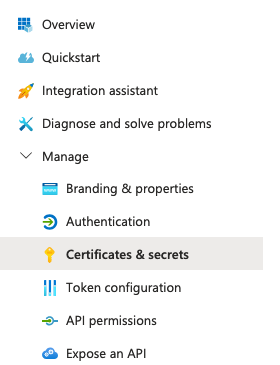 Overview
Quickstart
Integration assistant
Diagnose and solve problems
Manage
Branding & properties
Authentication
Certificates & secrets
Token configuration
API permissions
Expose an API